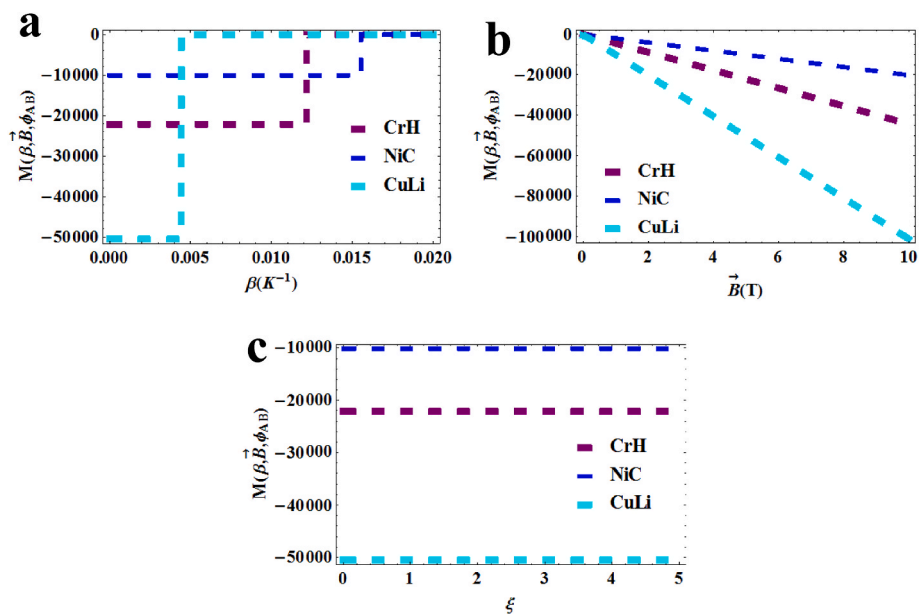 a
M(β,B⃗,ϕAB)
0
−10000
−20000
−30000
−40000
−50000
CrH
NiC
CuLi
0.000 0.005 0.010 0.015 0.020
β(K⁻¹)
b
M(β,B⃗,ϕAB)
0
−20000
−40000
−60000
−80000
−100000
CrH
NiC
CuLi
0 2 4 6 8 10
B⃗(T)
c
M(β,B⃗,ϕAB)
−10000
−20000
−30000
−40000
−50000
CrH
NiC
CuLi
0 1 2 3 4 5
ξ